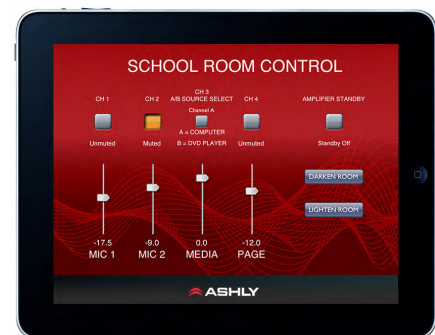 SCHOOL ROOM CONTROL
CH 1
CH 2
CH 3
A/B SOURCE SELECT
CH 4
AMPLIFIER STANDBY
Channel A
A = COMPUTER
Unmuted
Muted
B = DVD PLAYER
Unmuted
Standby Off
DARKEN ROOM
LIGHTEN ROOM
-17.5
-9.0
0.0
-12.0
MIC 1
MIC 2
MEDIA
PAGE
ASHLY